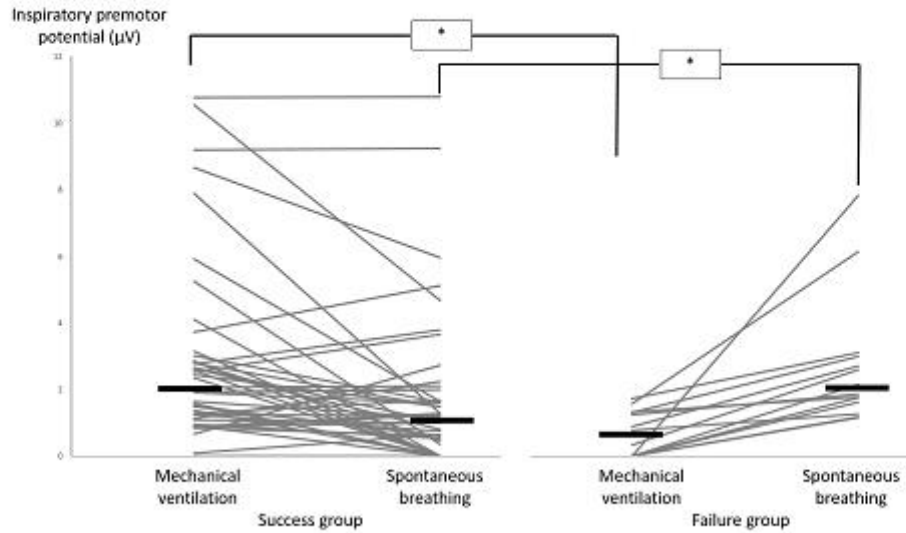 Inspiratory premotor
potential (µV)
*
*
12
10
8
6
4
2
0
Mechanical
ventilation
Spontaneous
breathing
Mechanical
ventilation
Spontaneous
breathing
Success group
Failure group